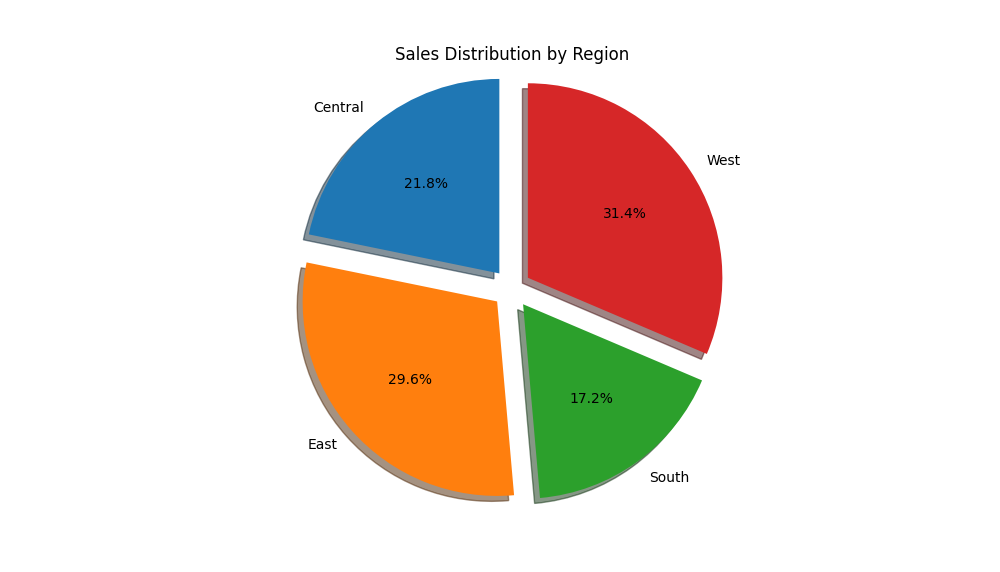 Sales Distribution by Region
Central
West
21.8%
31.4%
29.6%
17.2%
East
South